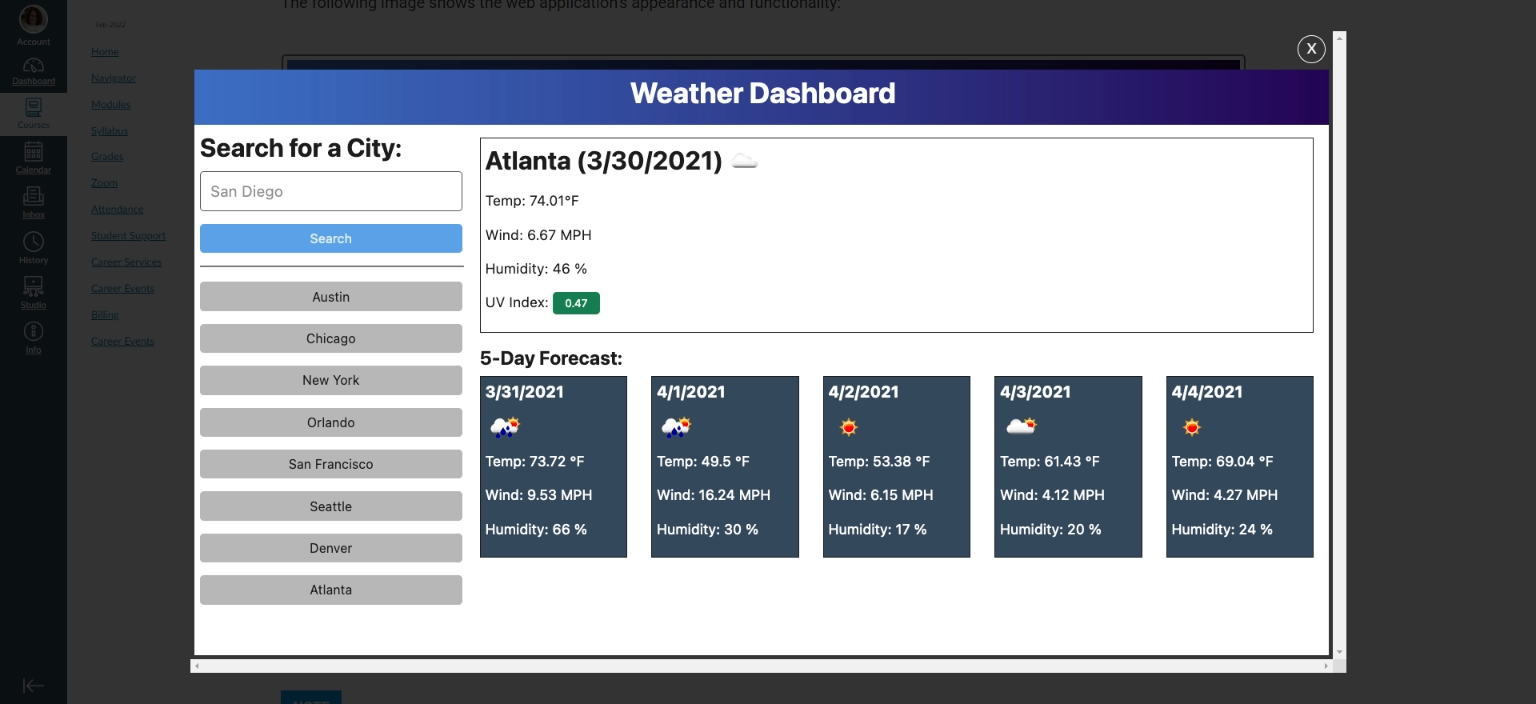 The following image shows the web application's appearance and functionality:
Account
Dashboard
Courses
Calendar
Inbox
History
Studio
Info
Feb-2022
Home
Navigator
Modules
Syllabus
Grades
Zoom
Attendance
Student Support
Career Services
Career Events
Billing
Career Events
X
Weather Dashboard
Search for a City:
San Diego
Search
Austin
Chicago
New York
Orlando
San Francisco
Seattle
Denver
Atlanta
Atlanta (3/30/2021)
Temp: 74.01°F
Wind: 6.67 MPH
Humidity: 46 %
UV Index: 0.47
5-Day Forecast:
3/31/2021
Temp: 73.72 °F
Wind: 9.53 MPH
Humidity: 66 %
4/1/2021
Temp: 49.5 °F
Wind: 16.24 MPH
Humidity: 30 %
4/2/2021
Temp: 53.38 °F
Wind: 6.15 MPH
Humidity: 17 %
4/3/2021
Temp: 61.43 °F
Wind: 4.12 MPH
Humidity: 20 %
4/4/2021
Temp: 69.04 °F
Wind: 4.27 MPH
Humidity: 24 %